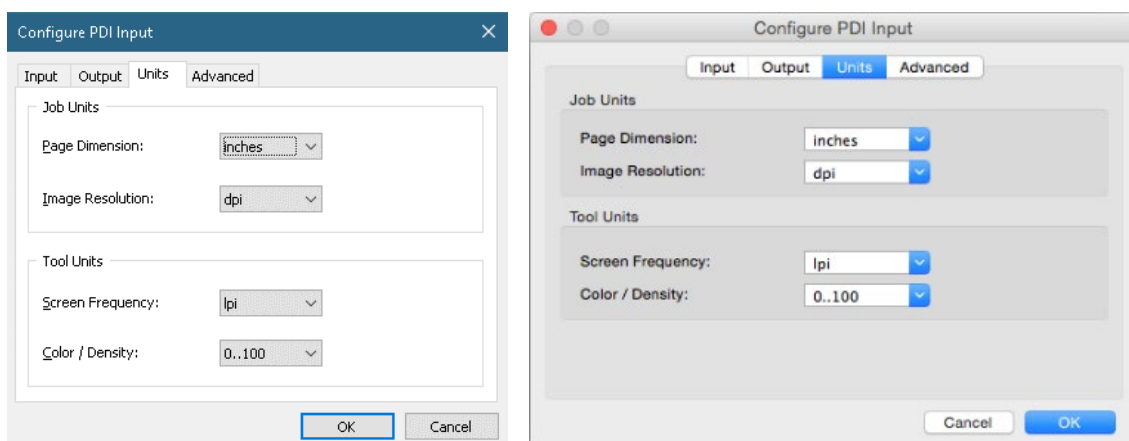 Configure PDI Input
Input Output Units Advanced
Job Units
Page Dimension: inches
Image Resolution: dpi
Tool Units
Screen Frequency: lpi
Color / Density: 0..100
OK Cancel
Configure PDI Input
Input Output Units Advanced
Job Units
Page Dimension: inches
Image Resolution: dpi
Tool Units
Screen Frequency: lpi
Color / Density: 0..100
Cancel OK